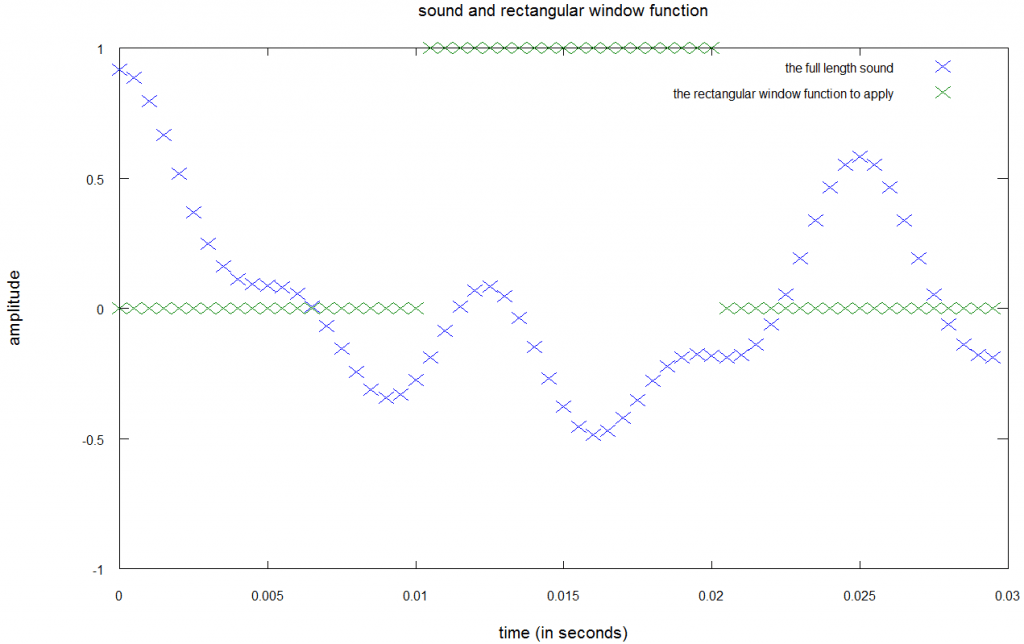 sound and rectangular window function
1
the full length sound
the rectangular window function to apply
0.5
amplitude
0
-0.5
-1
0 0.005 0.01 0.015 0.02 0.025 0.03
time (in seconds)